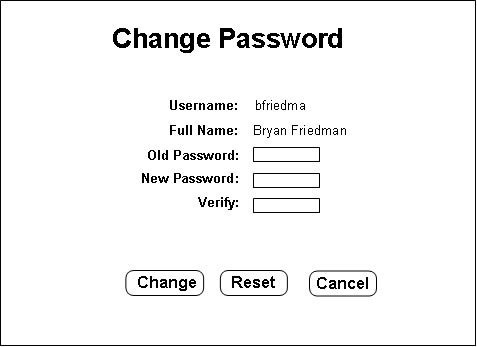 Change Password
Username: bfriedma
Full Name: Bryan Friedman
Old Password:
New Password:
Verify:
Change Reset Cancel